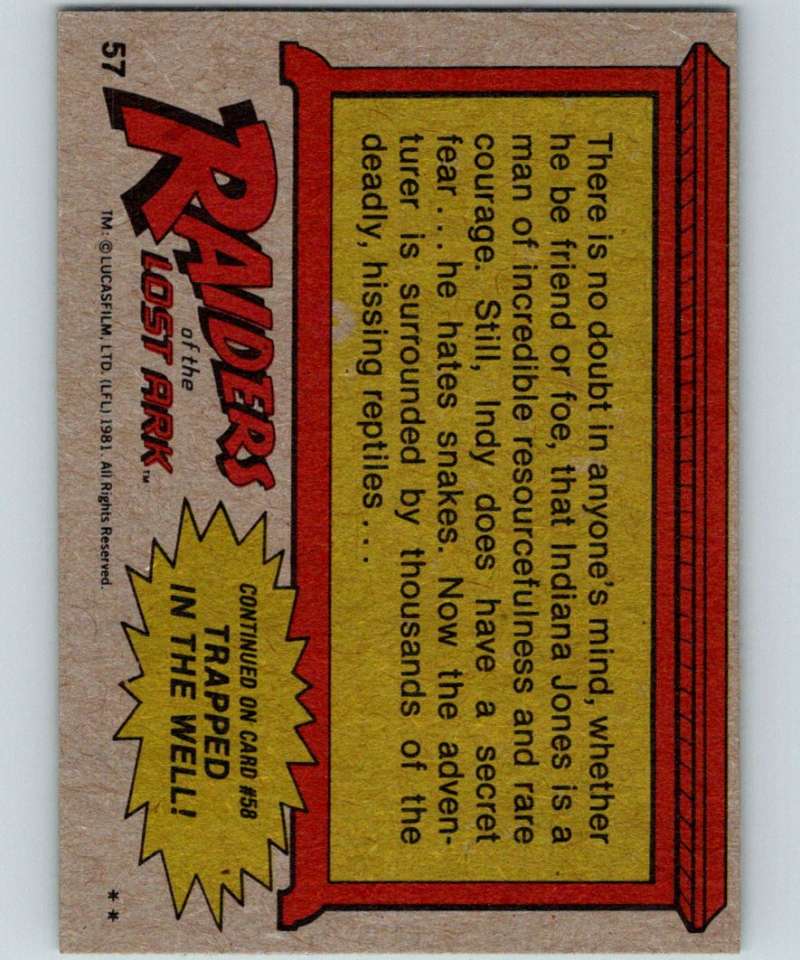 There is no doubt in anyone's mind, whether
he be friend or foe, that Indiana Jones is a
man of incredible resourcefulness and rare
courage. Still, Indy does have a secret
fear . . . he hates snakes. Now the adven-
turer is surrounded by thousands of the
deadly, hissing reptiles . . .
RAIDERS
of the
LOST ARK™
CONTINUED ON CARD #58
TRAPPED
IN THE WELL!
57
TM: ©LUCASFILM, LTD. (LFL) 1981. All Rights Reserved.
* *